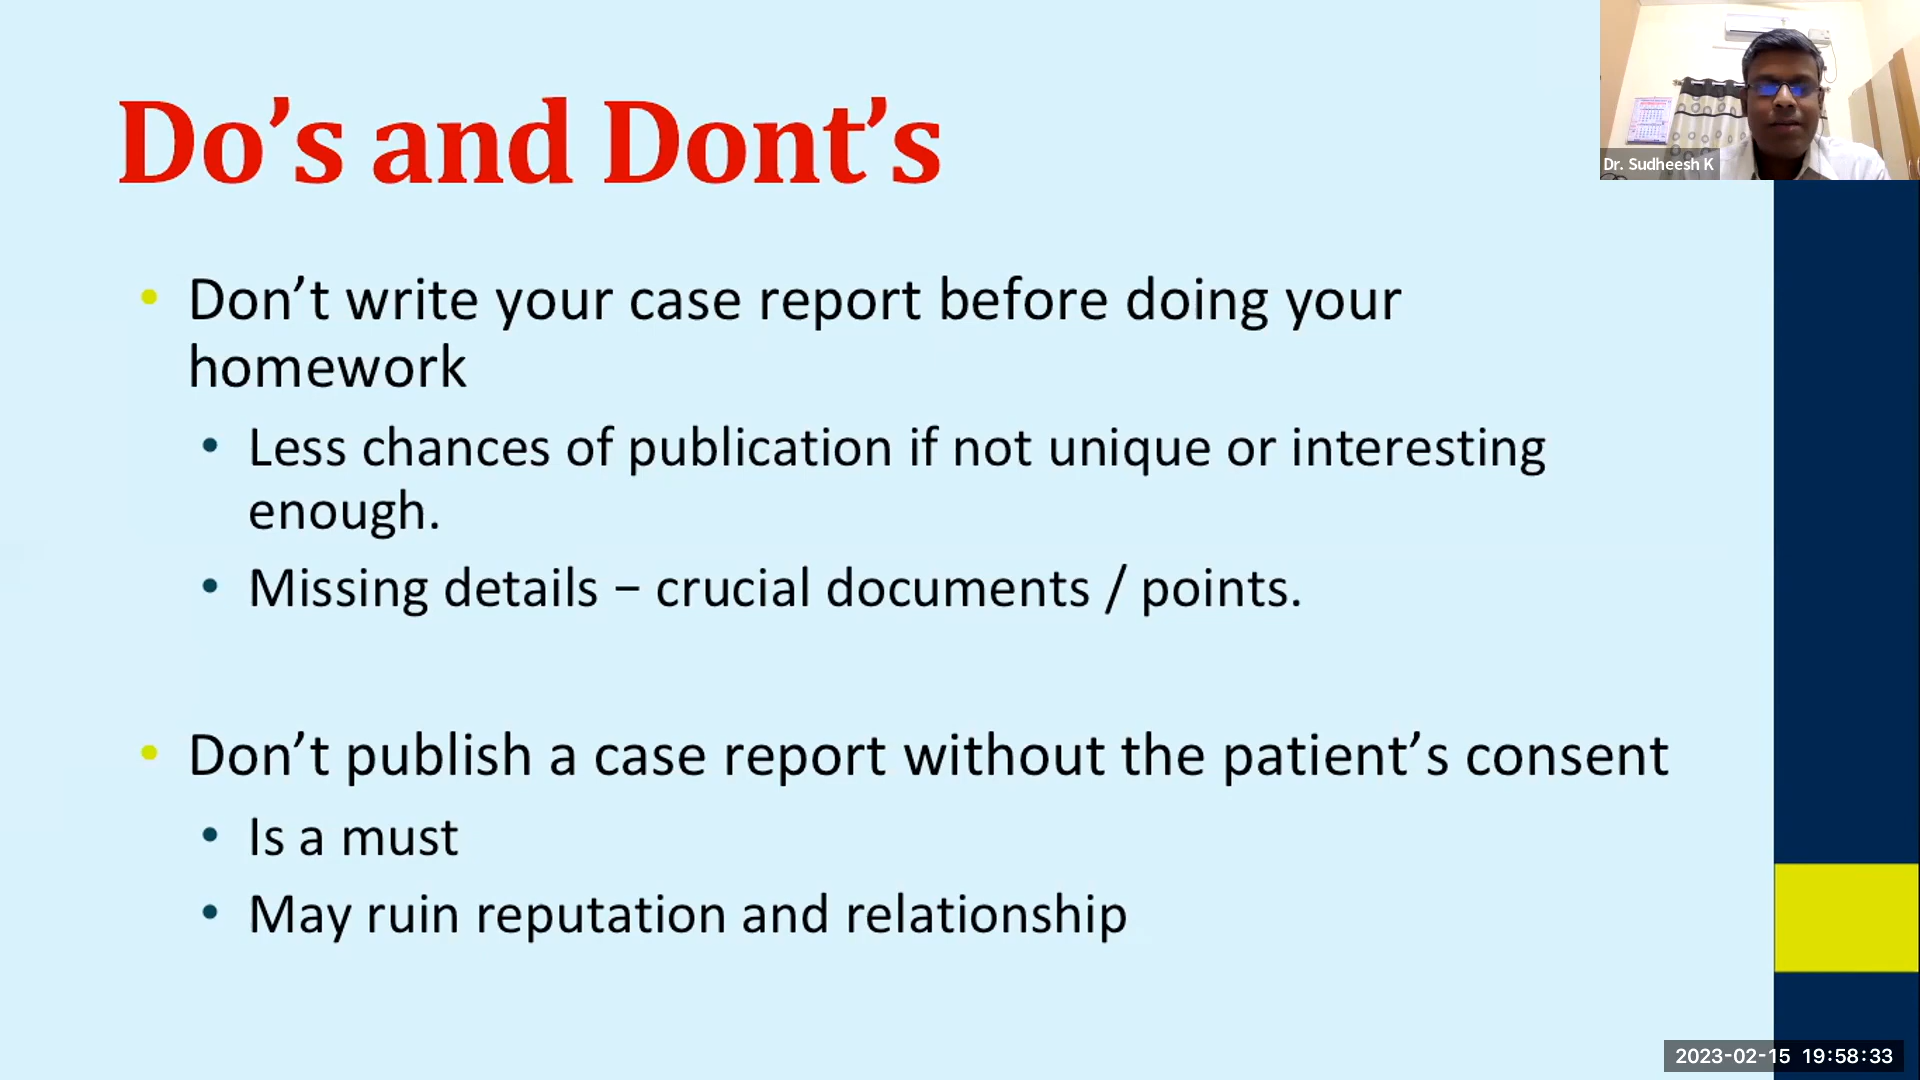 Do’s and Dont’s
• Don’t write your case report before doing your
homework
• Less chances of publication if not unique or interesting
enough.
• Missing details – crucial documents / points.
• Don’t publish a case report without the patient’s consent
• Is a must
• May ruin reputation and relationship
Dr. Sudheesh K
2023-02-15 19:58:33